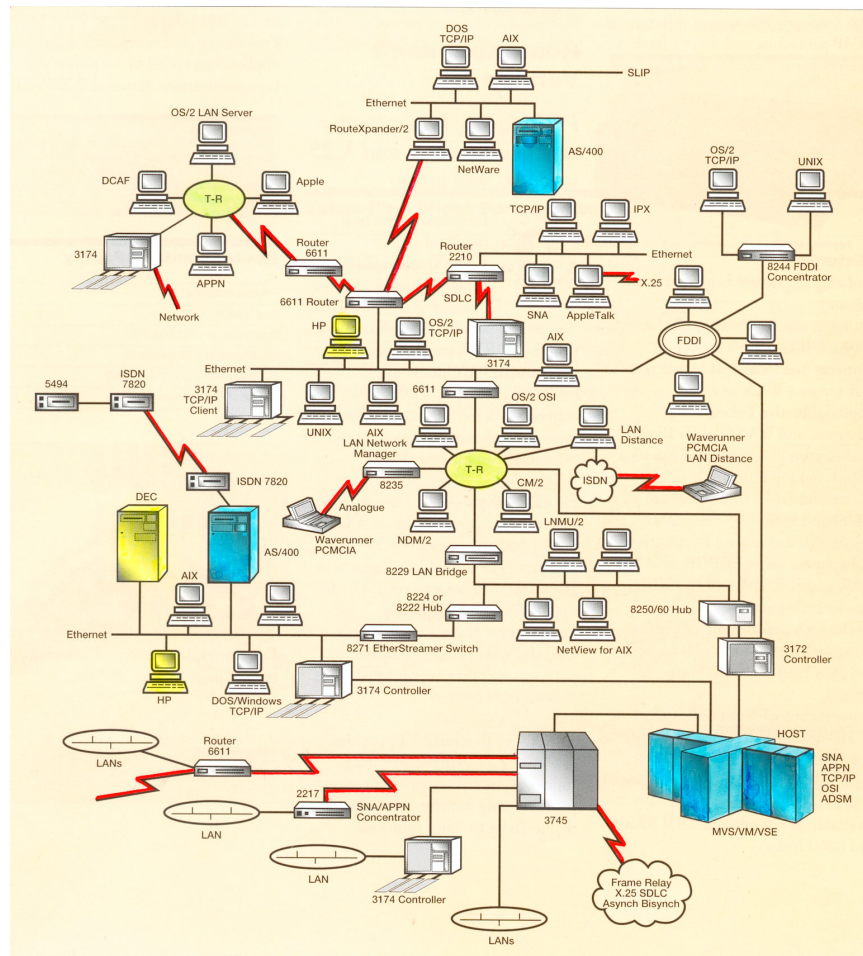 DOS
TCP/IP
AIX
SLIP
Ethernet
OS/2 LAN Server
RouteXpander/2
NetWare
AS/400
OS/2
TCP/IP
UNIX
DCAF
T-R
Apple
TCP/IP
IPX
3174
APPN
Router
6611
Router
2210
Ethernet
8244 FDDI
Concentrator
Network
6611 Router
SDLC
SNA
AppleTalk
X.25
HP
OS/2
TCP/IP
3174
AIX
FDDI
Ethernet
5494
ISDN
7820
3174
TCP/IP
Client
UNIX
AIX
LAN Network
Manager
6611
OS/2 OSI
LAN
Distance
Waverunner
PCMCIA
LAN Distance
T-R
ISDN
ISDN 7820
8235
Analogue
CM/2
DEC
AS/400
Waverunner
PCMCIA
NDM/2
LNMU/2
8229 LAN Bridge
AIX
8224 or
8222 Hub
8250/60 Hub
Ethernet
8271 EtherStreamer Switch
NetView for AIX
3172
Controller
HP
DOS/Windows
TCP/IP
3174 Controller
HOST
LANs
Router
6611
SNA
APPN
TCP/IP
OSI
ADSM
2217
SNA/APPN
Concentrator
LAN
3745
MVS/VM/VSE
LAN
3174 Controller
Frame Relay
X.25 SDLC
Asynch Bisynch
LANs